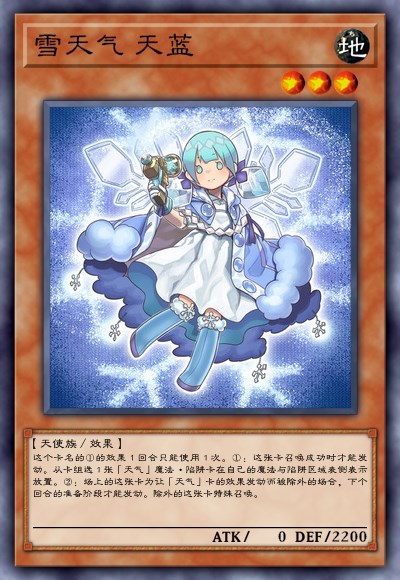 雪天气 天蓝
地
【天使族／效果】
这个卡名的①的效果1回合只能使用1次。①：这张卡召唤成功时才能发
动。从卡组选1张「天气」魔法·陷阱卡在自己的魔法与陷阱区域表侧表示
放置。②：场上的这张卡为让「天气」卡的效果发动而被除外的场合，下个
回合的准备阶段才能发动。除外的这张卡特殊召唤。
ATK/ 0 DEF/2200